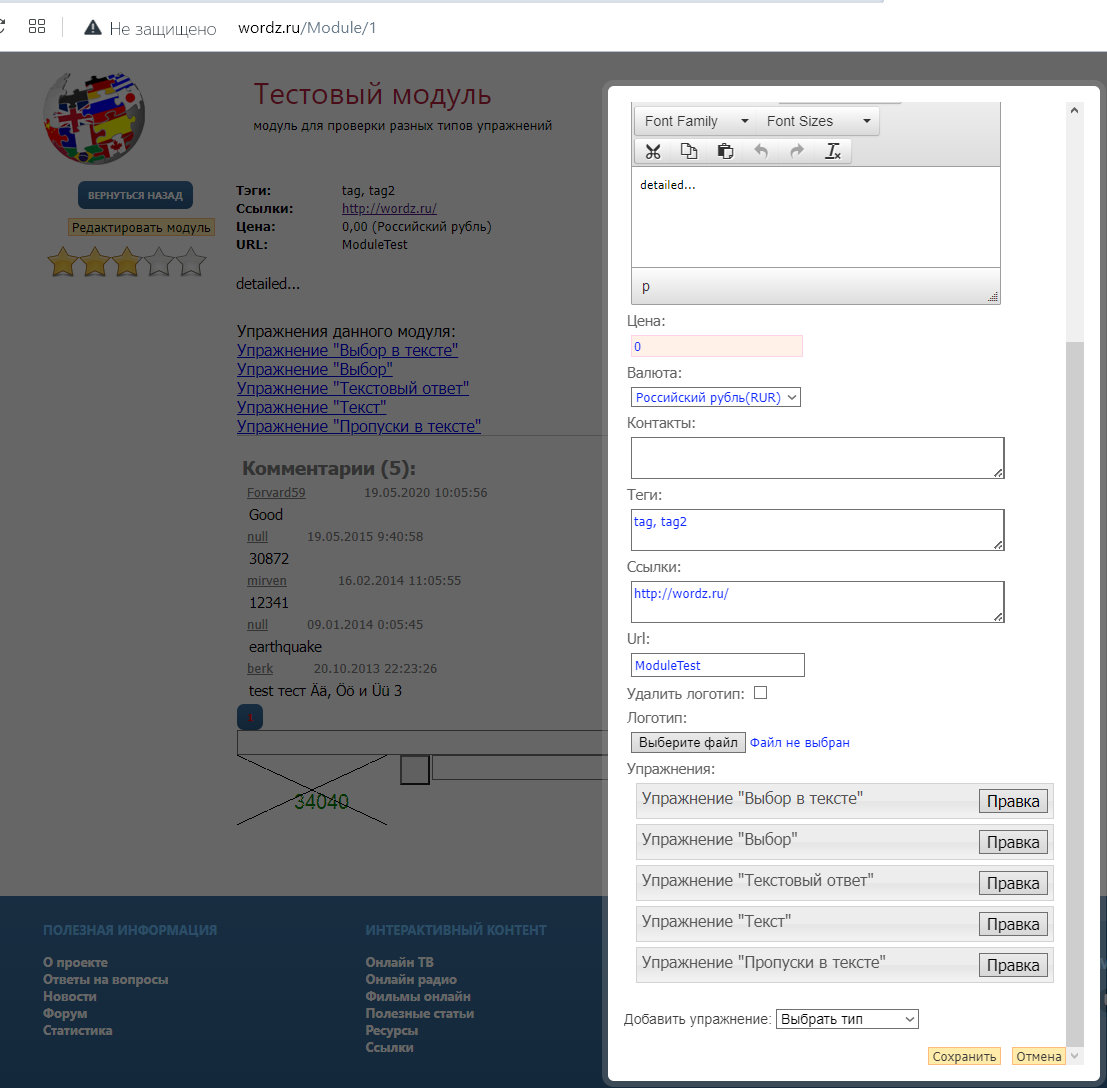 Не защищено wordz.ru/Module/1
Тестовый модуль
модуль для проверки разных типов упражнений
ВЕРНУТЬСЯ НАЗАД
Редактировать модуль
Тэги: tag, tag2
Ссылки: http://wordz.ru/
Цена: 0,00 (Российский рубль)
URL: ModuleTest
detailed...
Упражнения данного модуля:
Упражнение "Выбор в тексте"
Упражнение "Выбор"
Упражнение "Текстовый ответ"
Упражнение "Текст"
Упражнение "Пропуски в тексте"
Комментарии (5):
Forvard59 19.05.2020 10:05:56
Good
null 19.05.2015 9:40:58
30872
mirven 16.02.2014 11:05:55
12341
null 09.01.2014 0:05:45
earthquake
berk 20.10.2013 22:23:26
test тест Ää, Öö и Üü 3
1
34040
Font Family Font Sizes
detailed...
p
Цена:
0
Валюта:
Российский рубль(RUR)
Контакты:
Теги:
tag, tag2
Ссылки:
http://wordz.ru/
Url:
ModuleTest
Удалить логотип:
Логотип:
Выберите файл Файл не выбран
Упражнения:
Упражнение "Выбор в тексте" Правка
Упражнение "Выбор" Правка
Упражнение "Текстовый ответ" Правка
Упражнение "Текст" Правка
Упражнение "Пропуски в тексте" Правка
Добавить упражнение: Выбрать тип
Сохранить Отмена
ПОЛЕЗНАЯ ИНФОРМАЦИЯ
О проекте
Ответы на вопросы
Новости
Форум
Статистика
ИНТЕРАКТИВНЫЙ КОНТЕНТ
Онлайн ТВ
Онлайн радио
Фильмы онлайн
Полезные статьи
Ресурсы
Ссылки